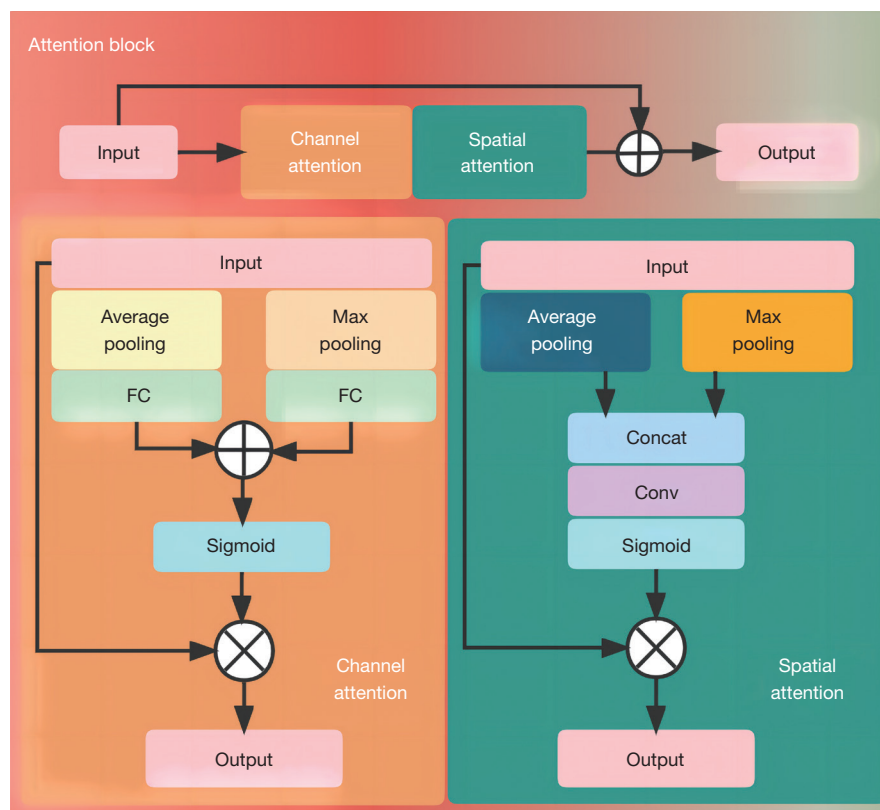 Attention block
Input
Channel
attention
Spatial
attention
Output
Input
Average
pooling
Max
pooling
FC
FC
Sigmoid
Channel
attention
Output
Input
Average
pooling
Max
pooling
Concat
Conv
Sigmoid
Spatial
attention
Output